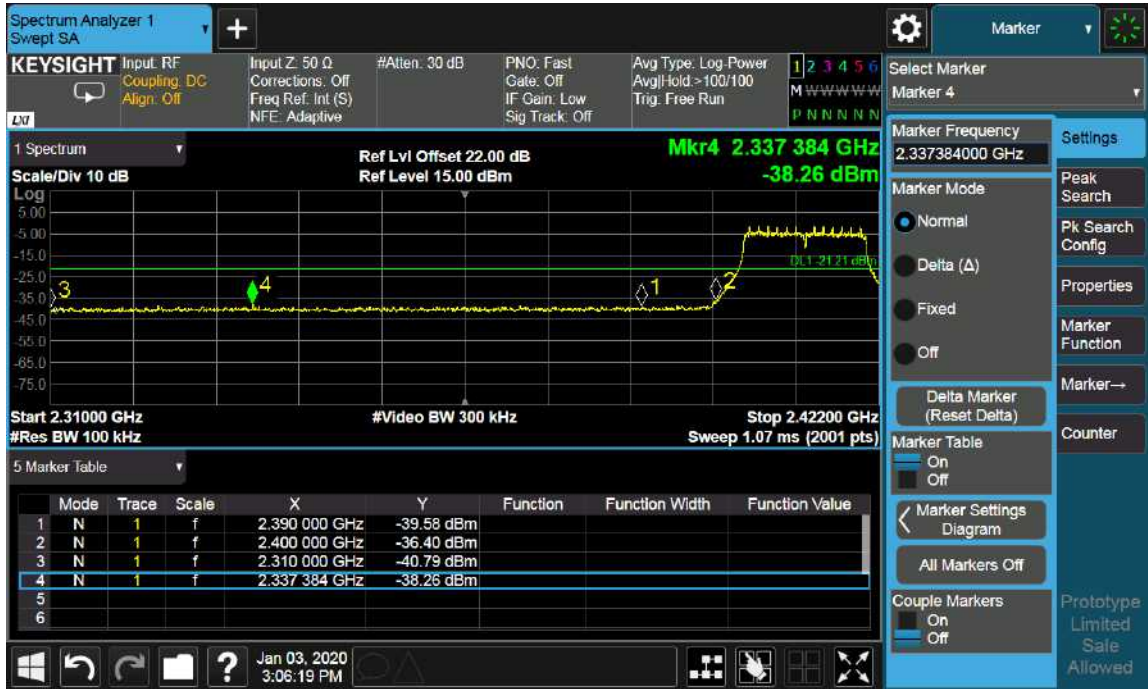 Spectrum Analyzer 1
Swept SA
+
Marker
KEYSIGHT
LXI
Input: RF
Coupling: DC
Align: Off
Input Z: 50 Ω
Corrections: Off
Freq Ref: Int (S)
NFE: Adaptive
#Atten: 30 dB
PNO: Fast
Gate: Off
IF Gain: Low
Sig Track: Off
Avg Type: Log-Power
Avg|Hold:>100/100
Trig: Free Run
1 2 3 4 5 6
M W W W W W
P N N N N N
Select Marker
Marker 4
1 Spectrum
Scale/Div 10 dB
Ref Lvl Offset 22.00 dB
Ref Level 15.00 dBm
Mkr4 2.337 384 GHz
-38.26 dBm
Log
5.00
-5.00
-15.0
-25.0
-35.0
-45.0
-55.0
-65.0
-75.0
DL1 -21.21 dBm
3
4
1
2
Start 2.31000 GHz
#Video BW 300 kHz
Stop 2.42200 GHz
#Res BW 100 kHz
Sweep 1.07 ms (2001 pts)
5 Marker Table
Mode Trace Scale X Y Function Function Width Function Value
1 N 1 f 2.390 000 GHz -39.58 dBm
2 N 1 f 2.400 000 GHz -36.40 dBm
3 N 1 f 2.310 000 GHz -40.79 dBm
4 N 1 f 2.337 384 GHz -38.26 dBm
5
6
Marker Frequency
2.337384000 GHz
Marker Mode
Normal
Delta (Δ)
Fixed
Off
Delta Marker
(Reset Delta)
Marker Table
On
Off
Marker Settings
Diagram
All Markers Off
Couple Markers
On
Off
Settings
Peak
Search
Pk Search
Config
Properties
Marker
Function
Marker→
Counter
Prototype
Limited
Sale
Allowed
?
Jan 03, 2020
3:06:19 PM